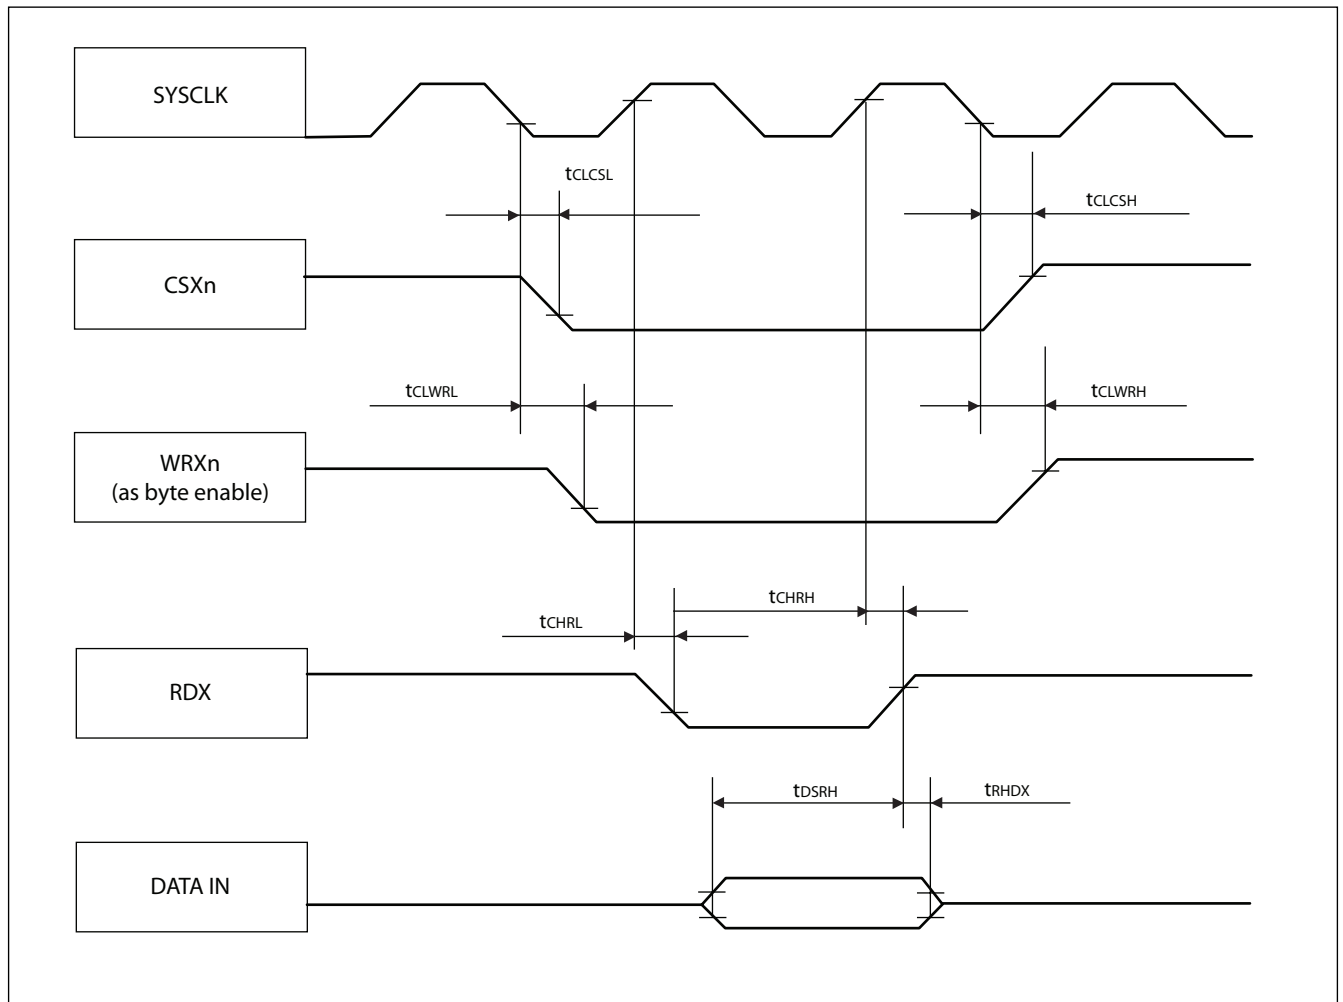 SYSCLK
tCLCSL
tCLCSH
CSXn
tCLWRL
tCLWRH
WRXn
(as byte enable)
tCHRH
tCHRL
RDX
tDSRH
tRHDX
DATA IN